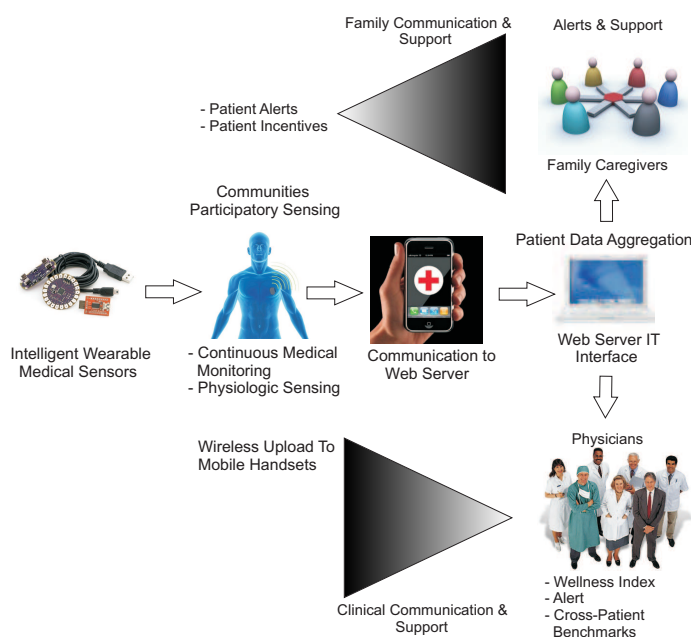 Family Communication &
Support
Alerts & Support
- Patient Alerts
- Patient Incentives
Family Caregivers
Communities
Participatory Sensing
Patient Data Aggregation
Intelligent Wearable
Medical Sensors
- Continuous Medical
Monitoring
- Physiologic Sensing
Communication to
Web Server
Web Server IT
Interface
Wireless Upload To
Mobile Handsets
Physicians
- Wellness Index
- Alert
- Cross-Patient
Benchmarks
Clinical Communication &
Support